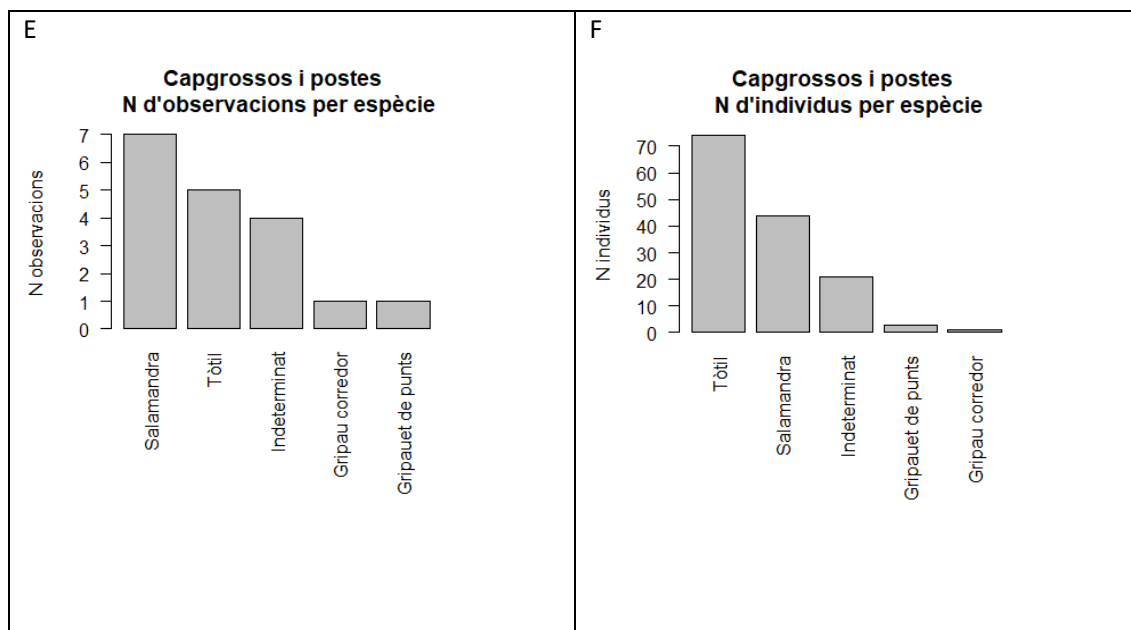 E
Capgrossos i postes
N d'observacions per espècie
7
6
5
4
3
2
1
0
N observacions
Salamandra
Tòtil
Indeterminat
Gripau corredor
Gripauet de punts
F
Capgrossos i postes
N d'individus per espècie
70
60
50
40
30
20
10
0
N individus
Tòtil
Salamandra
Indeterminat
Gripauet de punts
Gripau corredor